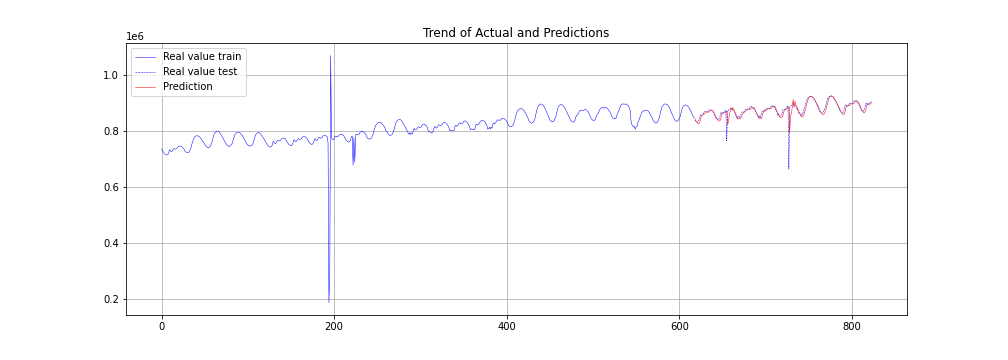 Trend of Actual and Predictions
1e6
Real value train
Real value test
Prediction
1.0
0.8
0.6
0.4
0.2
0 200 400 600 800